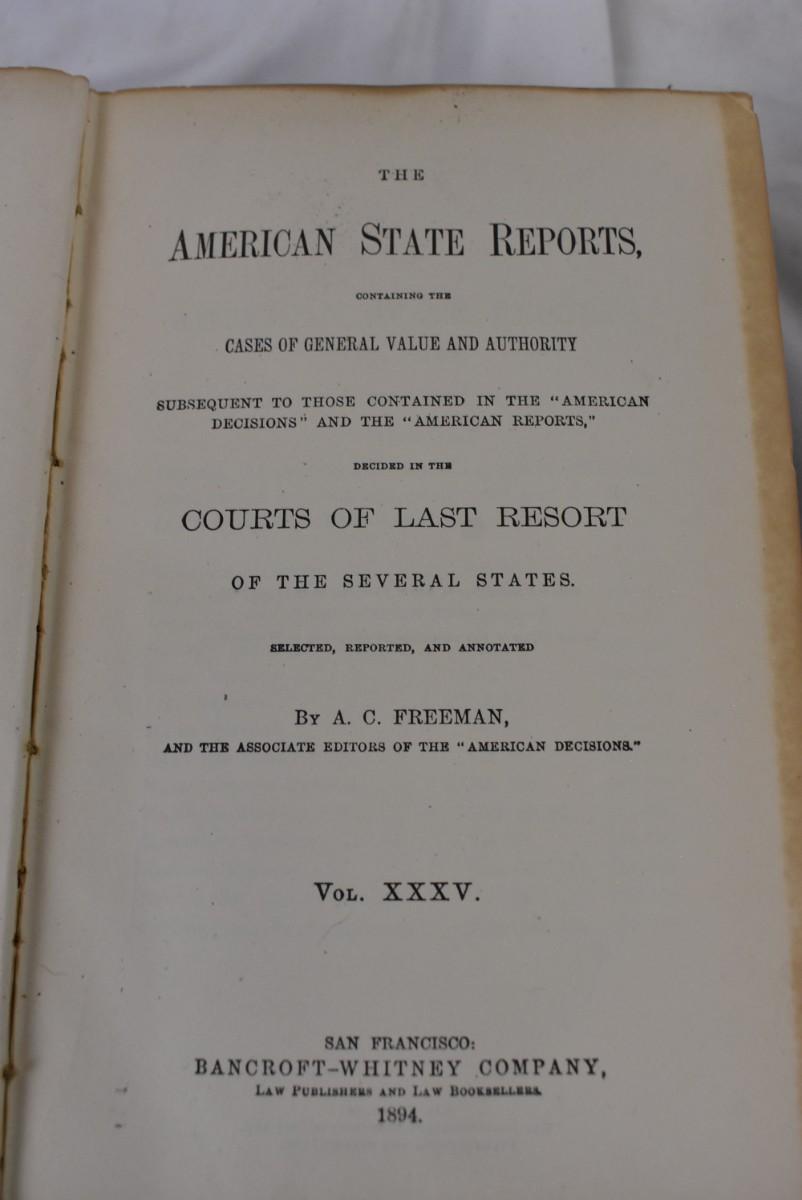 THE
AMERICAN STATE REPORTS,
CONTAINING THE
CASES OF GENERAL VALUE AND AUTHORITY
SUBSEQUENT TO THOSE CONTAINED IN THE “AMERICAN
DECISIONS” AND THE “AMERICAN REPORTS,”
DECIDED IN THE
COURTS OF LAST RESORT
OF THE SEVERAL STATES.
SELECTED, REPORTED, AND ANNOTATED
BY A. C. FREEMAN,
AND THE ASSOCIATE EDITORS OF THE “AMERICAN DECISIONS.”
VOL. XXXV.
SAN FRANCISCO:
BANCROFT-WHITNEY COMPANY,
LAW PUBLISHERS AND LAW BOOKSELLERS.
1894.